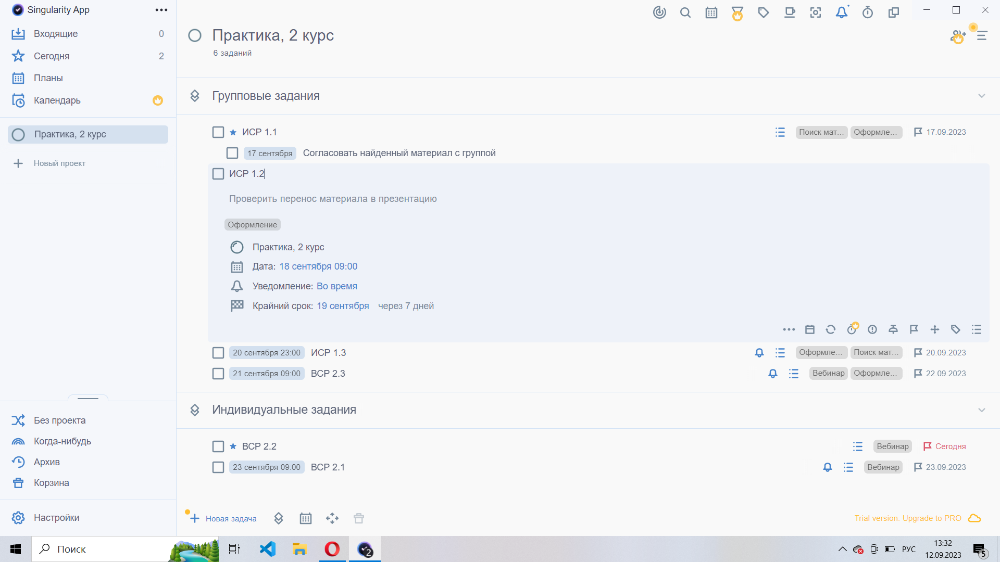 Singularity App
Входящие 0
Сегодня 2
Планы
Календарь
Практика, 2 курс
Новый проект
Без проекта
Когда-нибудь
Архив
Корзина
Настройки
Практика, 2 курс
6 заданий
Групповые задания
ИСР 1.1 Поиск мат... Оформле... 17.09.2023
17 сентября Согласовать найденный материал с группой
ИСР 1.2
Проверить перенос материала в презентацию
Оформление
Практика, 2 курс
Дата: 18 сентября 09:00
Уведомление: Во время
Крайний срок: 19 сентября через 7 дней
20 сентября 23:00 ИСР 1.3 Оформле... Поиск мат... 20.09.2023
21 сентября 09:00 ВСР 2.3 Вебинар Оформле... 22.09.2023
Индивидуальные задания
ВСР 2.2 Вебинар Сегодня
23 сентября 09:00 ВСР 2.1 Вебинар 23.09.2023
Новая задача
Trial version. Upgrade to PRO
Поиск
2
РУС
13:32
12.09.2023
5